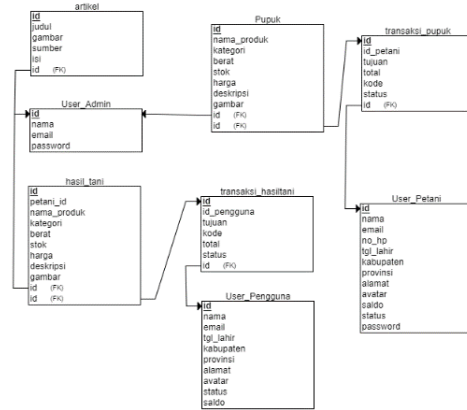 artikel
id
judul
gambar
sumber
isi
id (FK)
User_Admin
id
nama
email
password
Pupuk
id
nama_produk
kategori
berat
stok
harga
deskripsi
gambar
id (FK)
id (FK)
transaksi_pupuk
id
id_petani
tujuan
total
kode
status
id (FK)
hasil_tani
id
petani_id
nama_produk
kategori
berat
stok
harga
deskripsi
gambar
id (FK)
id (FK)
transaksi_hasiltani
id
id_pengguna
tujuan
kode
total
status
id (FK)
User_Pengguna
id
nama
email
tgl_lahir
kabupaten
provinsi
alamat
avatar
status
saldo
User_Petani
id
nama
email
no_hp
tgl_lahir
kabupaten
provinsi
alamat
avatar
saldo
status
password